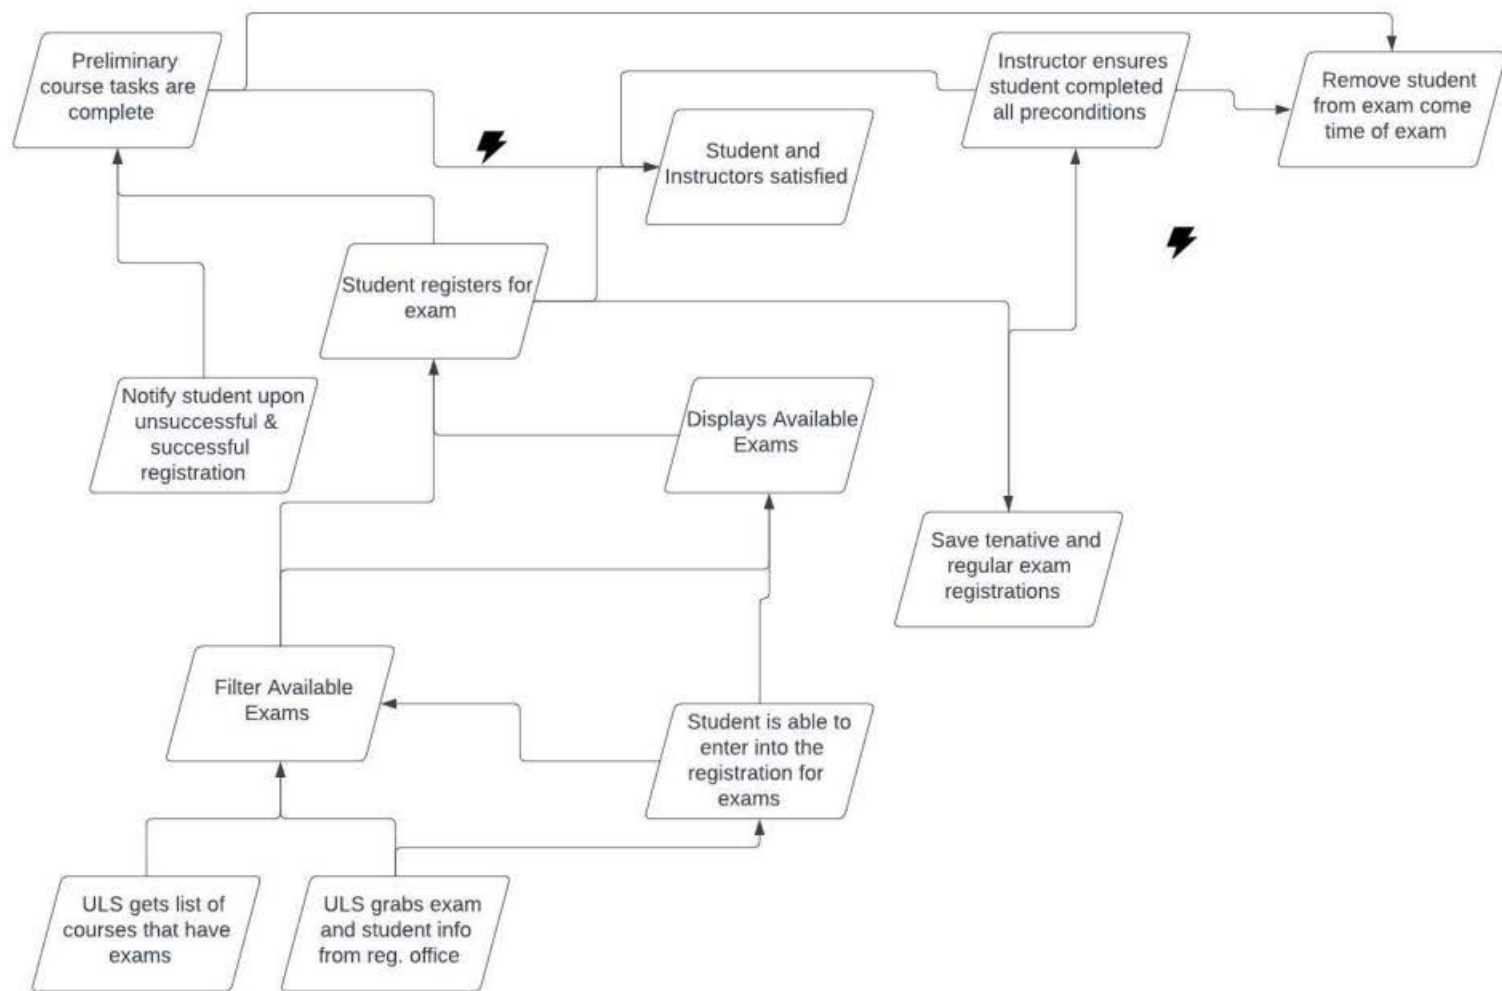 Preliminary
course tasks are
complete
Instructor ensures
student completed
all preconditions
Remove student
from exam come
time of exam
Student and
Instructors satisfied
Student registers for
exam
Notify student upon
unsuccessful &
successful
registration
Displays Available
Exams
Save tenative and
regular exam
registrations
Filter Available
Exams
Student is able to
enter into the
registration for
exams
ULS gets list of
courses that have
exams
ULS grabs exam
and student info
from reg. office